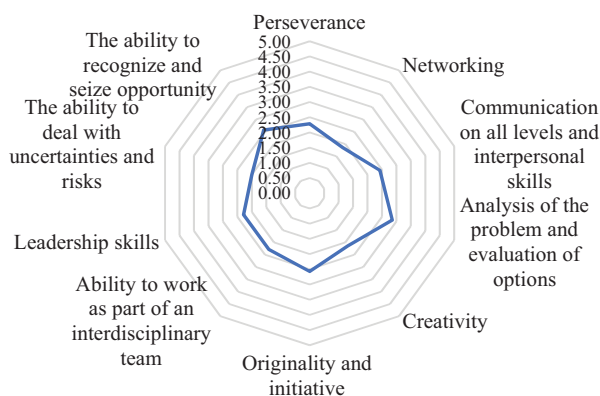 Perseverance
5.00
4.50
4.00
3.50
3.00
2.50
2.00
1.50
1.00
0.50
0.00
Networking
Communication
on all levels and
interpersonal
skills
Analysis of the
problem and
evaluation of
options
Creativity
Originality and
initiative
Ability to work
as part of an
interdisciplinary
team
Leadership skills
The ability to
deal with
uncertainties and
risks
The ability to
recognize and
seize opportunity